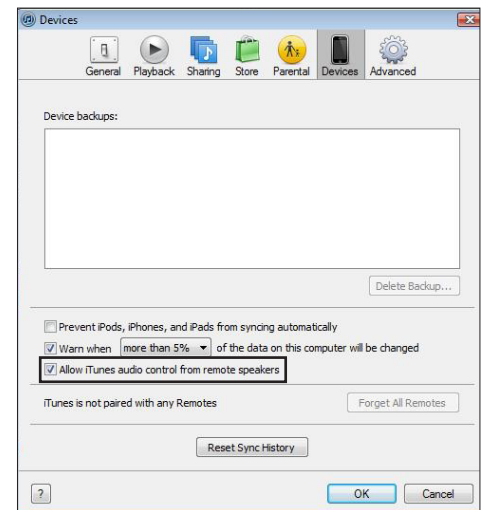 Devices
General Playback Sharing Store Parental Devices Advanced
Device backups:
Delete Backup...
Prevent iPods, iPhones, and iPads from syncing automatically
Warn when more than 5% of the data on this computer will be changed
Allow iTunes audio control from remote speakers
iTunes is not paired with any Remotes Forget All Remotes
Reset Sync History
? OK Cancel